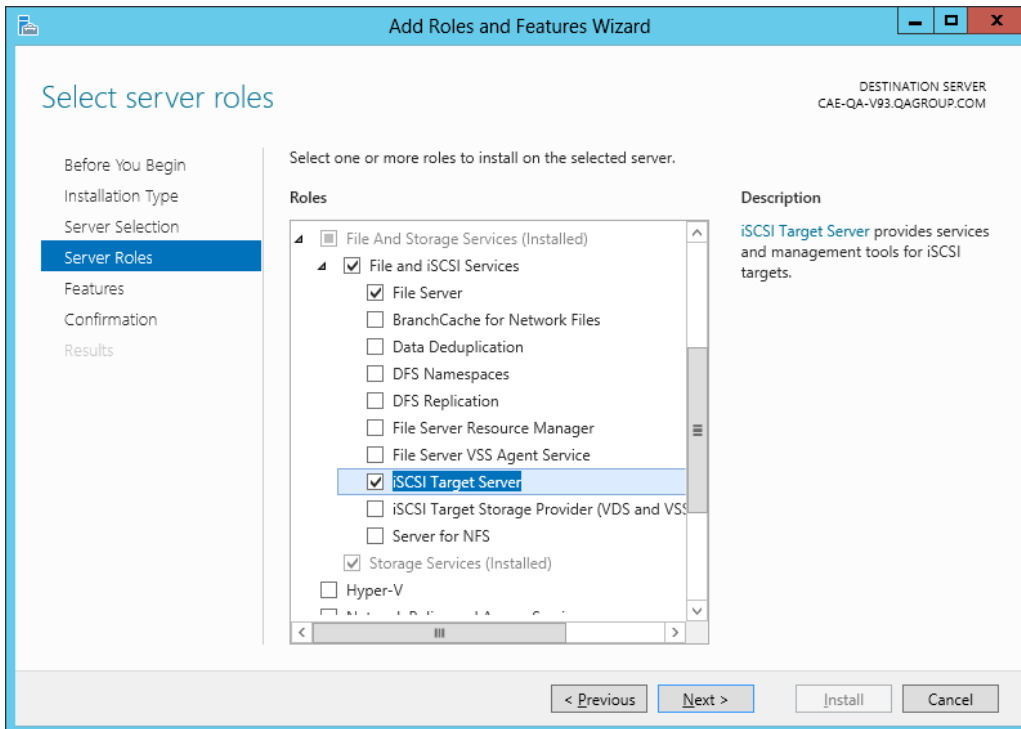 Add Roles and Features Wizard
Select server roles
DESTINATION SERVER
CAE-QA-V93.QAGROUP.COM
Before You Begin
Installation Type
Server Selection
Server Roles
Features
Confirmation
Results
Select one or more roles to install on the selected server.
Roles
File And Storage Services (Installed)
File and iSCSI Services
File Server
BranchCache for Network Files
Data Deduplication
DFS Namespaces
DFS Replication
File Server Resource Manager
File Server VSS Agent Service
iSCSI Target Server
iSCSI Target Storage Provider (VDS and VSS
Server for NFS
Storage Services (Installed)
Hyper-V
Description
iSCSI Target Server provides services
and management tools for iSCSI
targets.
< Previous
Next >
Install
Cancel